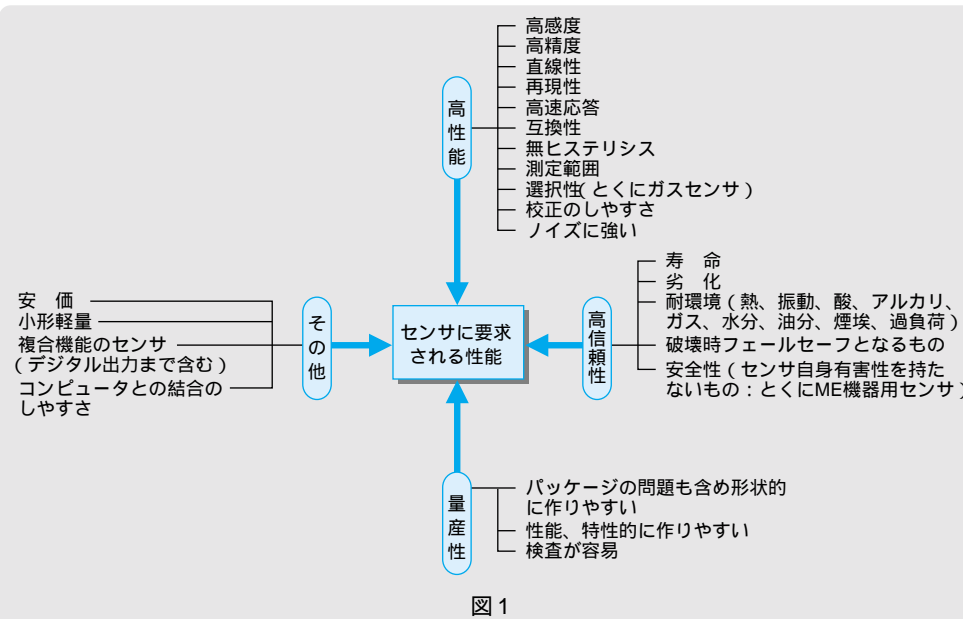 高感度
高精度
直線性
再現性
高速応答
互換性
無ヒステリシス
測定範囲
選択性(とくにガスセンサ)
校正のしやすさ
ノイズに強い
高性能
寿　命
劣　化
耐環境(熱、振動、酸、アルカリ、
ガス、水分、油分、煙埃、過負荷)
破壊時フェールセーフとなるもの
安全性(センサ自身有害性を持た
ないもの：とくにME機器用センサ)
高信頼性
安　価
小形軽量
複合機能のセンサ
(デジタル出力まで含む)
コンピュータとの結合の
しやすさ
その他
センサに要求
される性能
量産性
パッケージの問題も含め形状的
に作りやすい
性能、特性的に作りやすい
検査が容易
図1